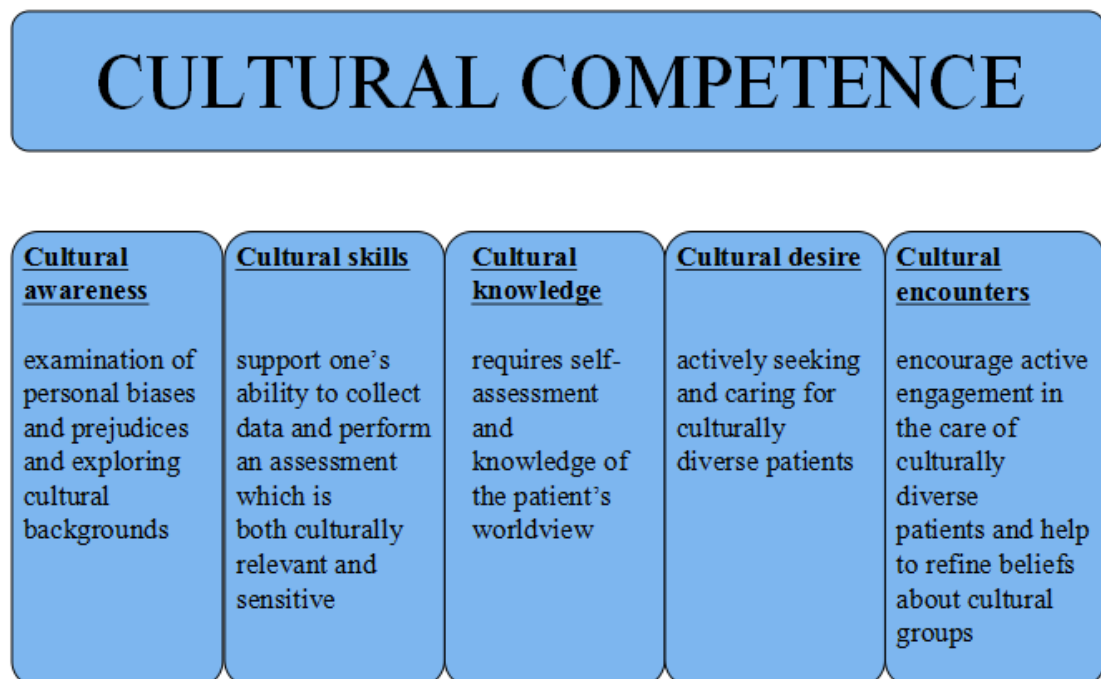 CULTURAL COMPETENCE
Cultural
awareness
examination of
personal biases
and prejudices
and exploring
cultural
backgrounds
Cultural skills
support one’s
ability to collect
data and perform
an assessment
which is
both culturally
relevant and
sensitive
Cultural
knowledge
requires self-
assessment
and
knowledge of
the patient’s
worldview
Cultural desire
actively seeking
and caring for
culturally
diverse patients
Cultural
encounters
encourage active
engagement in
the care of
culturally
diverse
patients and help
to refine beliefs
about cultural
groups